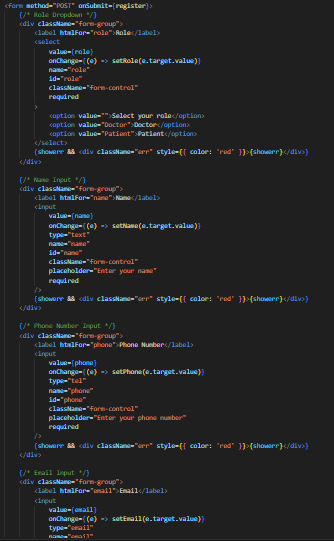 <form method="POST" onSubmit={register}>
{/* Role Dropdown */}
<div className="form-group">
<label htmlFor="role">Role</label>
<select
value={role}
onChange={(e) => setRole(e.target.value)}
name="role"
id="role"
className="form-control"
required
>
<option value="">Select your role</option>
<option value="Doctor">Doctor</option>
<option value="Patient">Patient</option>
</select>
{showerr && <div className="err" style={{ color: 'red' }}>{showerr}</div>}
</div>
{/* Name Input */}
<div className="form-group">
<label htmlFor="name">Name</label>
<input
value={name}
onChange={(e) => setName(e.target.value)}
type="text"
name="name"
id="name"
className="form-control"
placeholder="Enter your name"
required
/>
{showerr && <div className="err" style={{ color: 'red' }}>{showerr}</div>}
</div>
{/* Phone Number Input */}
<div className="form-group">
<label htmlFor="phone">Phone Number</label>
<input
value={phone}
onChange={(e) => setPhone(e.target.value)}
type="tel"
name="phone"
id="phone"
className="form-control"
placeholder="Enter your phone number"
required
/>
{showerr && <div className="err" style={{ color: 'red' }}>{showerr}</div>}
</div>
{/* Email Input */}
<div className="form-group">
<label htmlFor="email">Email</label>
<input
value={email}
onChange={(e) => setEmail(e.target.value)}
type="email"
name="email"